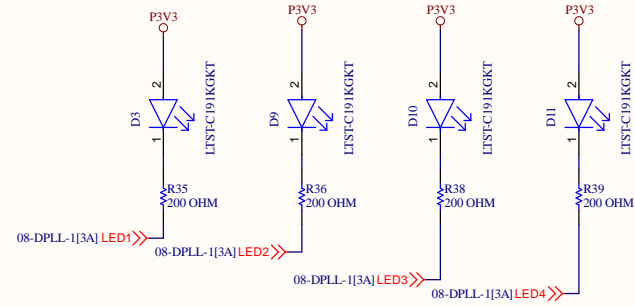 P3V3
P3V3
P3V3
P3V3
2
D3
LTST-C191KGKT
1
2
D9
LTST-C191KGKT
1
2
D10
LTST-C191KGKT
1
2
D11
LTST-C191KGKT
1
R35
200 OHM
R36
200 OHM
R38
200 OHM
R39
200 OHM
08-DPLL-1[3A] LED1
08-DPLL-1[3A] LED2
08-DPLL-1[3A] LED3
08-DPLL-1[3A] LED4